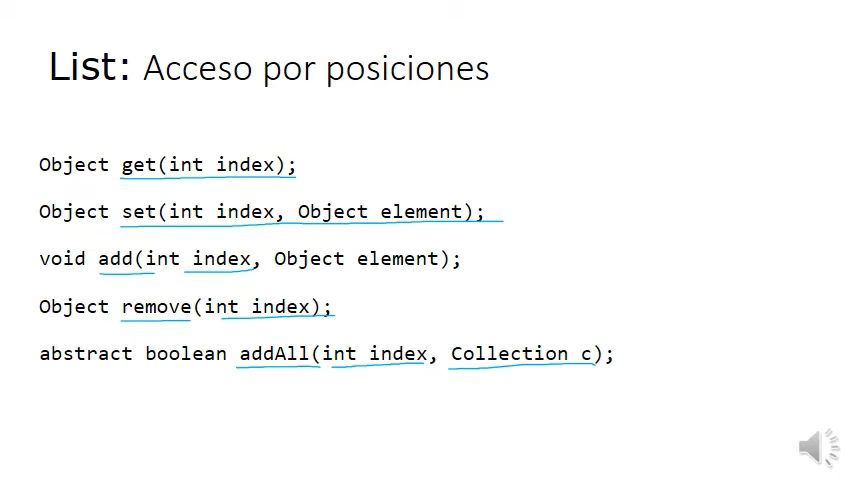 List: Acceso por posiciones
Object get(int index);
Object set(int index, Object element);
void add(int index, Object element);
Object remove(int index);
abstract boolean addAll(int index, Collection c);